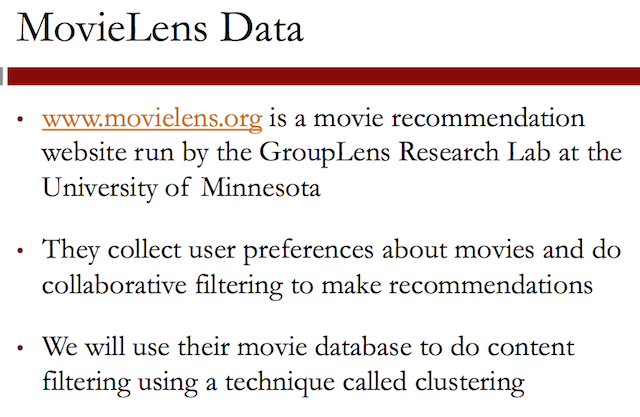 MovieLens Data
• www.movielens.org is a movie recommendation
website run by the GroupLens Research Lab at the
University of Minnesota
• They collect user preferences about movies and do
collaborative filtering to make recommendations
• We will use their movie database to do content
filtering using a technique called clustering